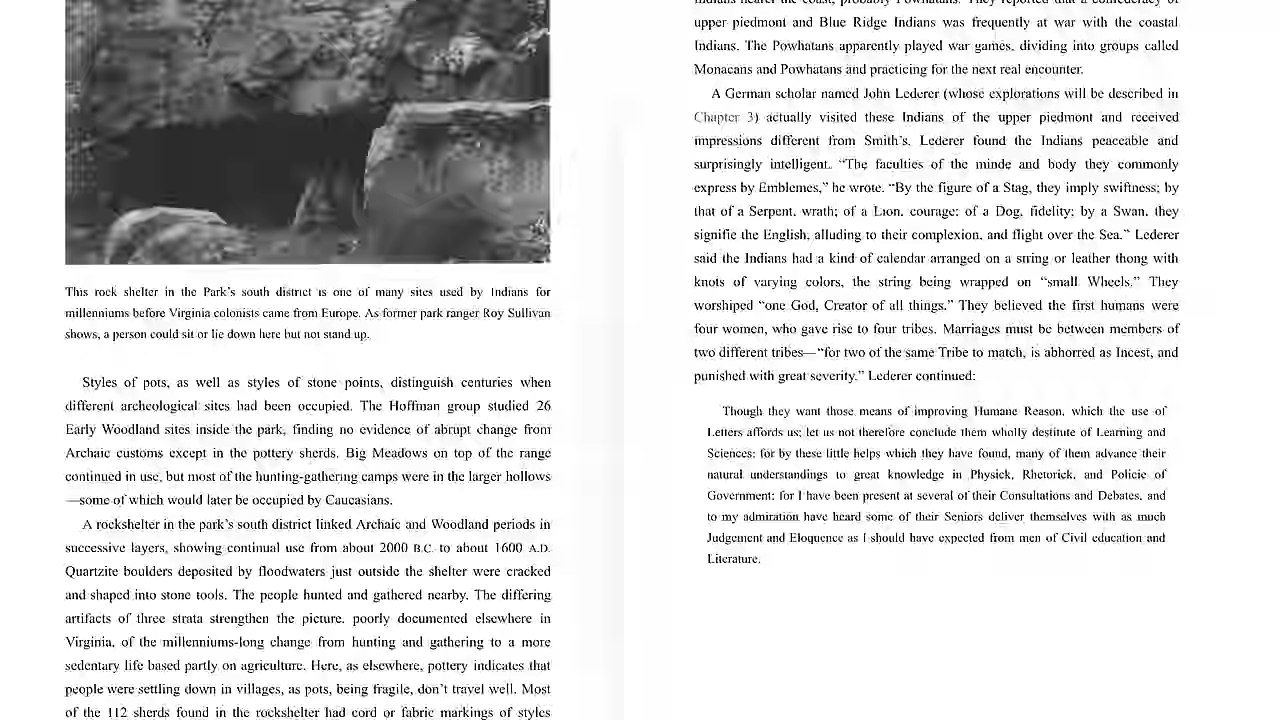 This rock shelter in the Park's south district is one of many sites used by Indians for
millenniums before Virginia colonists came from Europe. As former park ranger Roy Sullivan
shows, a person could sit or lie down here but not stand up.
Styles of pots, as well as styles of stone points, distinguish centuries when
different archeological sites had been occupied. The Hoffman group studied 26
Early Woodland sites inside the park, finding no evidence of abrupt change from
Archaic customs except in the pottery sherds. Big Meadows on top of the range
continued in use, but most of the hunting-gathering camps were in the larger hollows
—some of which would later be occupied by Caucasians.
A rockshelter in the park's south district linked Archaic and Woodland periods in
successive layers, showing continual use from about 2000 B.C. to about 1600 A.D.
Quartzite boulders deposited by floodwaters just outside the shelter were cracked
and shaped into stone tools. The people hunted and gathered nearby. The differing
artifacts of three strata strengthen the picture, poorly documented elsewhere in
Virginia, of the millenniums-long change from hunting and gathering to a more
sedentary life based partly on agriculture. Here, as elsewhere, pottery indicates that
people were settling down in villages, as pots, being fragile, don't travel well. Most
of the 112 sherds found in the rockshelter had cord or fabric markings of styles
Indians nearer the coast, probably Powhatans. They reported that a confederacy of
upper piedmont and Blue Ridge Indians was frequently at war with the coastal
Indians. The Powhatans apparently played war games, dividing into groups called
Monacans and Powhatans and practicing for the next real encounter.
A German scholar named John Lederer (whose explorations will be described in
Chapter 3) actually visited these Indians of the upper piedmont and received
impressions different from Smith's. Lederer found the Indians peaceable and
surprisingly intelligent. “The faculties of the minde and body they commonly
express by Emblemes,” he wrote. “By the figure of a Stag, they imply swiftness; by
that of a Serpent, wrath; of a Lion, courage; of a Dog, fidelity; by a Swan, they
signifie the English, alluding to their complexion, and flight over the Sea.” Lederer
said the Indians had a kind of calendar arranged on a string or leather thong with
knots of varying colors, the string being wrapped on “small Wheels.” They
worshiped “one God, Creator of all things.” They believed the first humans were
four women, who gave rise to four tribes. Marriages must be between members of
two different tribes—“for two of the same Tribe to match, is abhorred as Incest, and
punished with great severity.” Lederer continued:
Though they want those means of improving Humane Reason, which the use of
Letters affords us; let us not therefore conclude them wholly destitute of Learning and
Sciences: for by these little helps which they have found, many of them advance their
natural understandings to great knowledge in Physick, Rhetorick, and Policie of
Government: for I have been present at several of their Consultations and Debates, and
to my admiration have heard some of their Seniors deliver themselves with as much
Judgement and Eloquence as I should have expected from men of Civil education and
Literature.